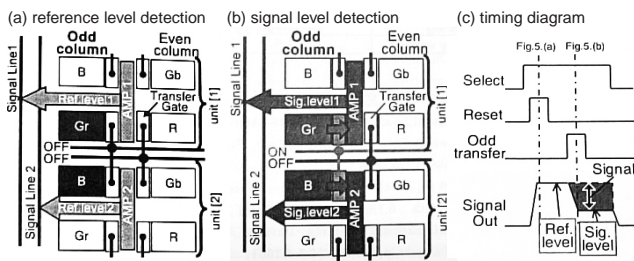 (a) reference level detection
Odd column
Even column
Signal Line1
Signal Line 2
B
Gb
Ref.level1
AMP 1
Transfer Gate
Gr
R
unit [1]
OFF
OFF
B
Gb
Ref.level2
AMP 2
Gr
R
unit [2]
(b) signal level detection
Odd column
Even column
Signal Line 1
Signal Line 2
B
Gb
Sig.level1
AMP 1
Transfer Gate
Gr
R
unit [1]
ON
OFF
B
Gb
Sig.level2
AMP 2
Gr
R
unit [2]
(c) timing diagram
Fig.5.(a)
Fig.5.(b)
Select
Reset
Odd transfer
Signal
Signal Out
Ref. level
Sig. level